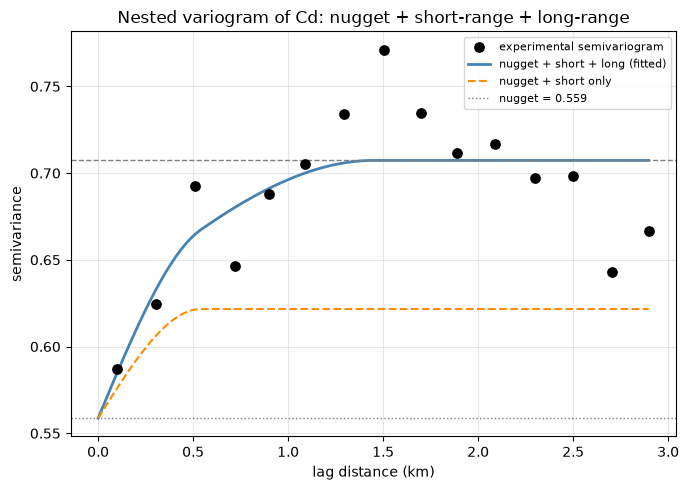 Nested variogram of Cd: nugget + short-range + long-range
experimental semivariogram
nugget + short + long (fitted)
nugget + short only
nugget = 0.559
semivariance
0.75
0.70
0.65
0.60
0.55
0.0 0.5 1.0 1.5 2.0 2.5 3.0
lag distance (km)